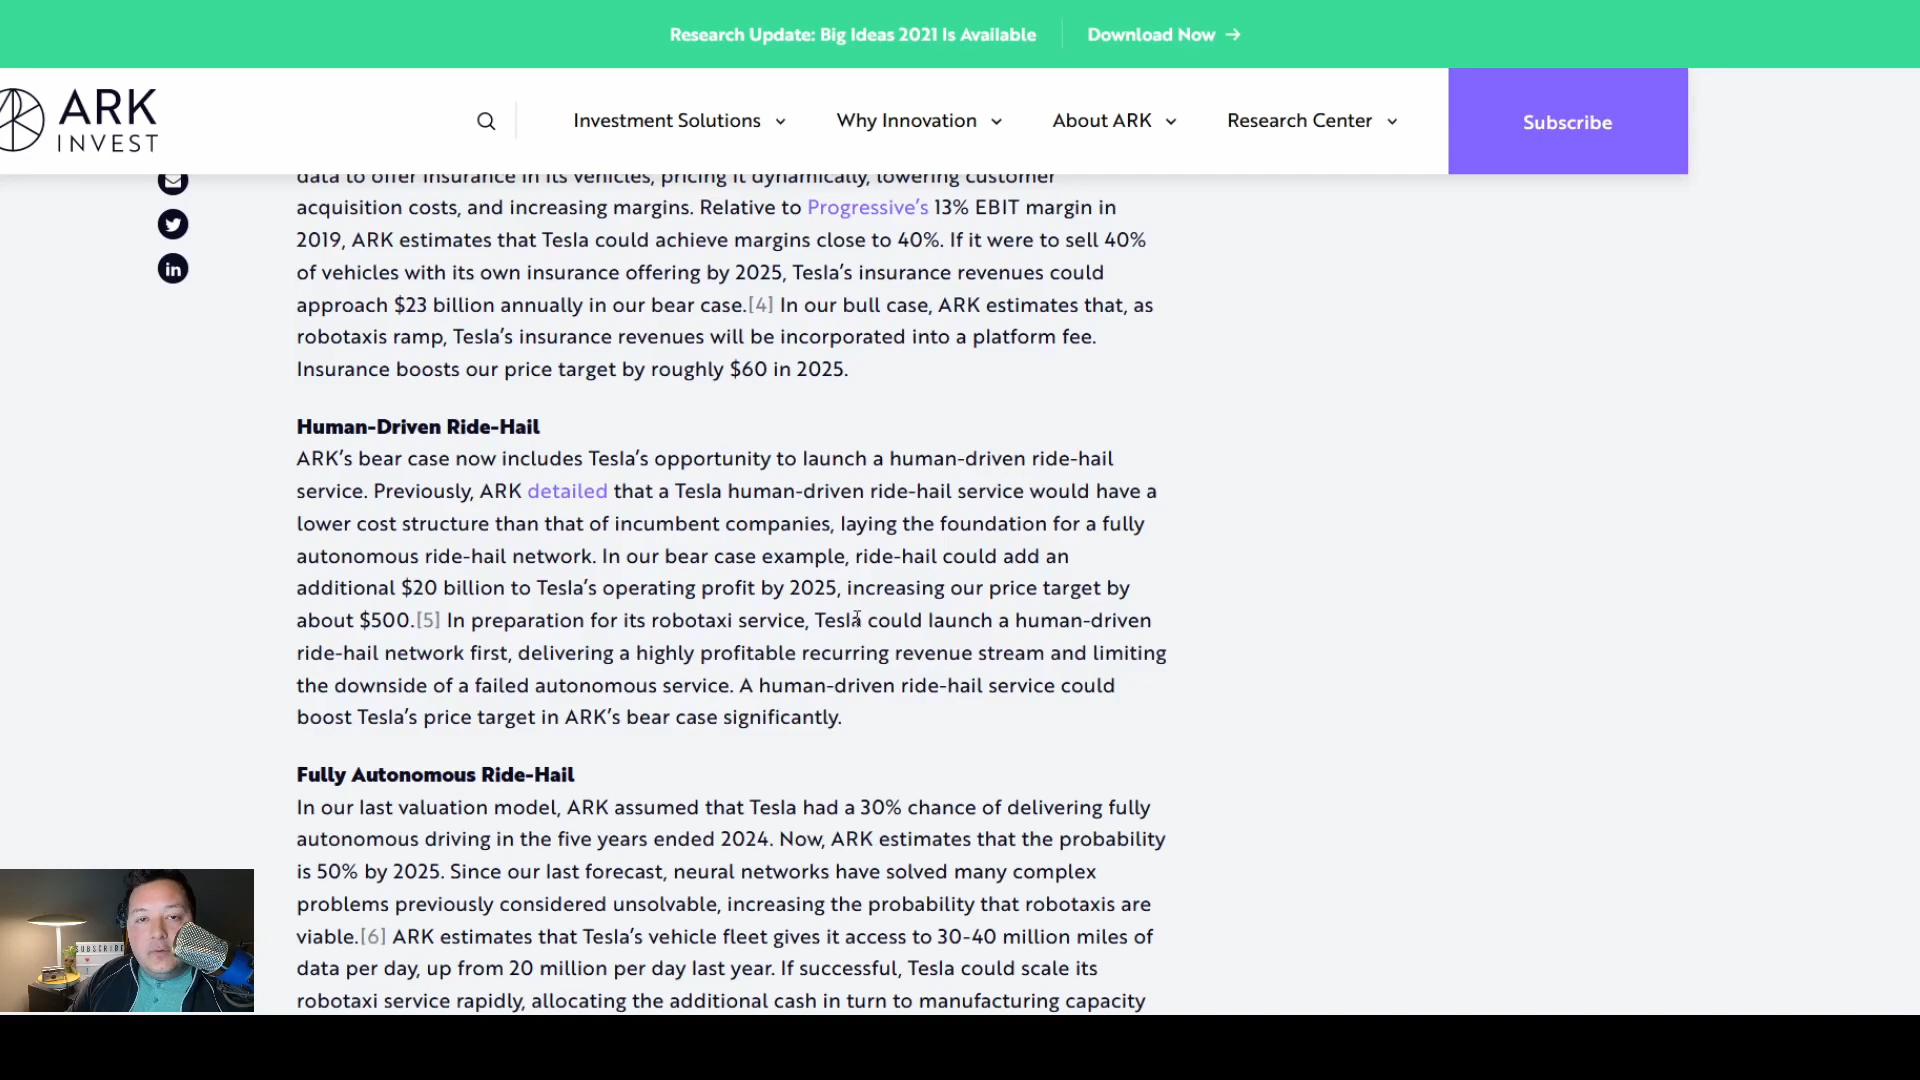 Research Update: Big Ideas 2021 Is Available
Download Now →
ARK
INVEST
Investment Solutions
Why Innovation
About ARK
Research Center
Subscribe
data to offer insurance in its vehicles, pricing it dynamically, lowering customer
acquisition costs, and increasing margins. Relative to Progressive’s 13% EBIT margin in
2019, ARK estimates that Tesla could achieve margins close to 40%. If it were to sell 40%
of vehicles with its own insurance offering by 2025, Tesla’s insurance revenues could
approach $23 billion annually in our bear case.[4] In our bull case, ARK estimates that, as
robotaxis ramp, Tesla’s insurance revenues will be incorporated into a platform fee.
Insurance boosts our price target by roughly $60 in 2025.
Human-Driven Ride-Hail
ARK’s bear case now includes Tesla’s opportunity to launch a human-driven ride-hail
service. Previously, ARK detailed that a Tesla human-driven ride-hail service would have a
lower cost structure than that of incumbent companies, laying the foundation for a fully
autonomous ride-hail network. In our bear case example, ride-hail could add an
additional $20 billion to Tesla’s operating profit by 2025, increasing our price target by
about $500.[5] In preparation for its robotaxi service, Tesla could launch a human-driven
ride-hail network first, delivering a highly profitable recurring revenue stream and limiting
the downside of a failed autonomous service. A human-driven ride-hail service could
boost Tesla’s price target in ARK’s bear case significantly.
Fully Autonomous Ride-Hail
In our last valuation model, ARK assumed that Tesla had a 30% chance of delivering fully
autonomous driving in the five years ended 2024. Now, ARK estimates that the probability
is 50% by 2025. Since our last forecast, neural networks have solved many complex
problems previously considered unsolvable, increasing the probability that robotaxis are
viable.[6] ARK estimates that Tesla’s vehicle fleet gives it access to 30-40 million miles of
data per day, up from 20 million per day last year. If successful, Tesla could scale its
robotaxi service rapidly, allocating the additional cash in turn to manufacturing capacity
SUBSCRIBE